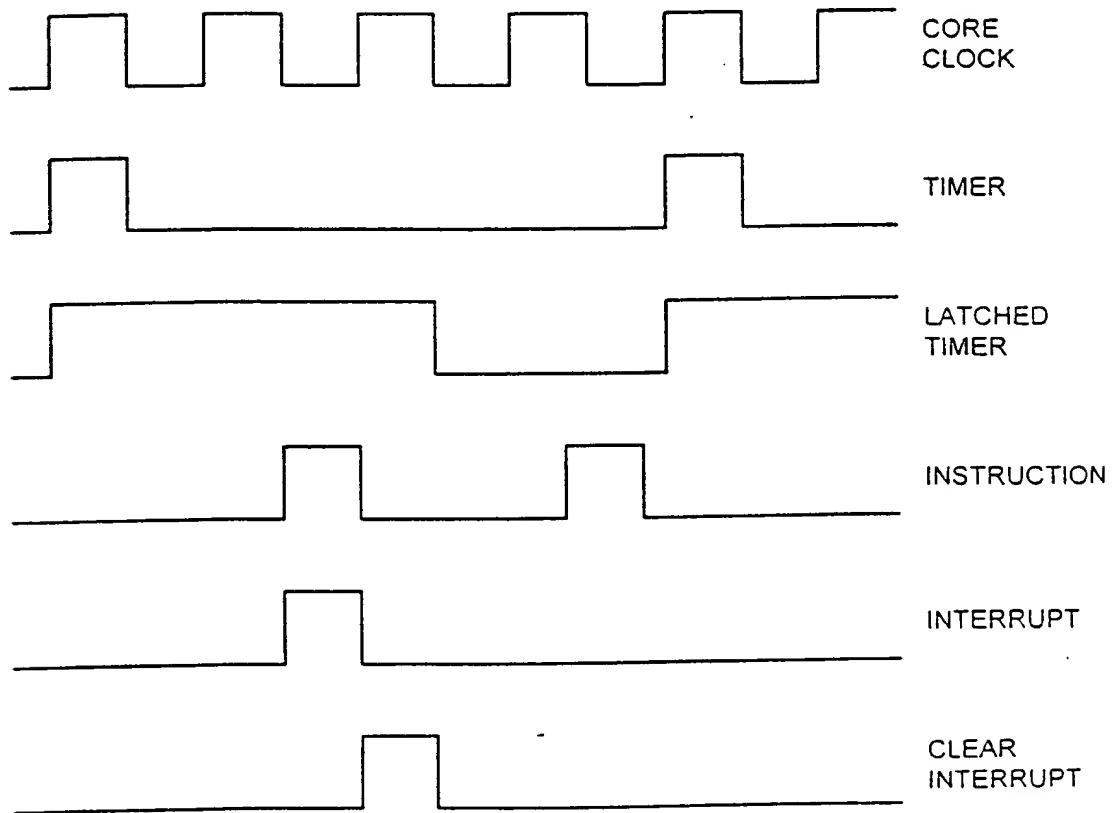 CORE
CLOCK
TIMER
LATCHED
TIMER
INSTRUCTION
INTERRUPT
CLEAR
INTERRUPT